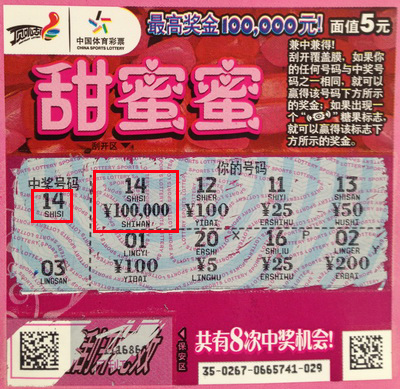 中国体育彩票
CHINA SPORTS LOTTERY
最高奖金100,000元!
面值5元
甜蜜蜜
兼中兼得!
刮开覆盖膜，如果你
的任何号码与中奖号
码之一相同，就可以
赢得该号码下方所示
的奖金；如果出现一
个“”糖果标志，
就可以赢得该标志下
方所示的奖金。
刮开区
中奖号码
你的号码
14
SHISI
03
LINGSAN
14 12 11 13
SHISI SHIER SHIYI SHISAN
¥100,000 ¥100 ¥25 ¥50
SHIWAN YIBAI ERSHIWU WUSHI
01 20 16 02
LINGYI ERSHI SHILIU LINGER
¥100 ¥5 ¥25 ¥200
YIBAI WU ERSHIWU ERBAI
保安区
共有8次中奖机会!
35-0267-0665741-029